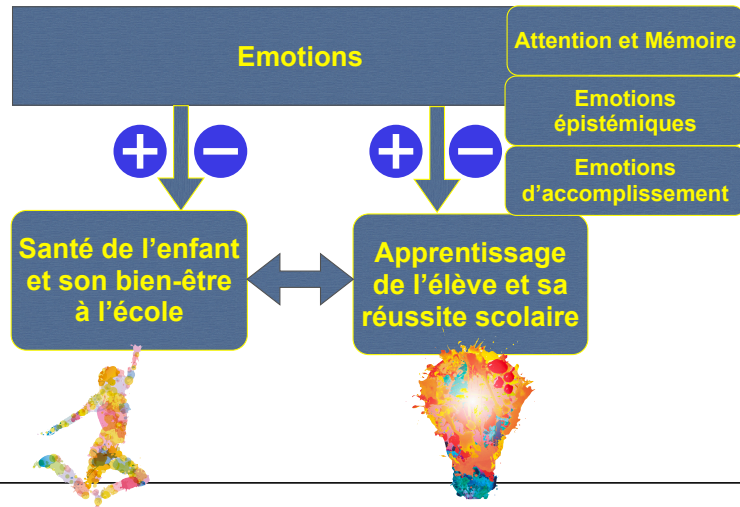 Emotions
Attention et Mémoire
Emotions
épistémiques
Emotions
d'accomplissement
Santé de l'enfant
et son bien-être
à l'école
Apprentissage
de l'élève et sa
réussite scolaire